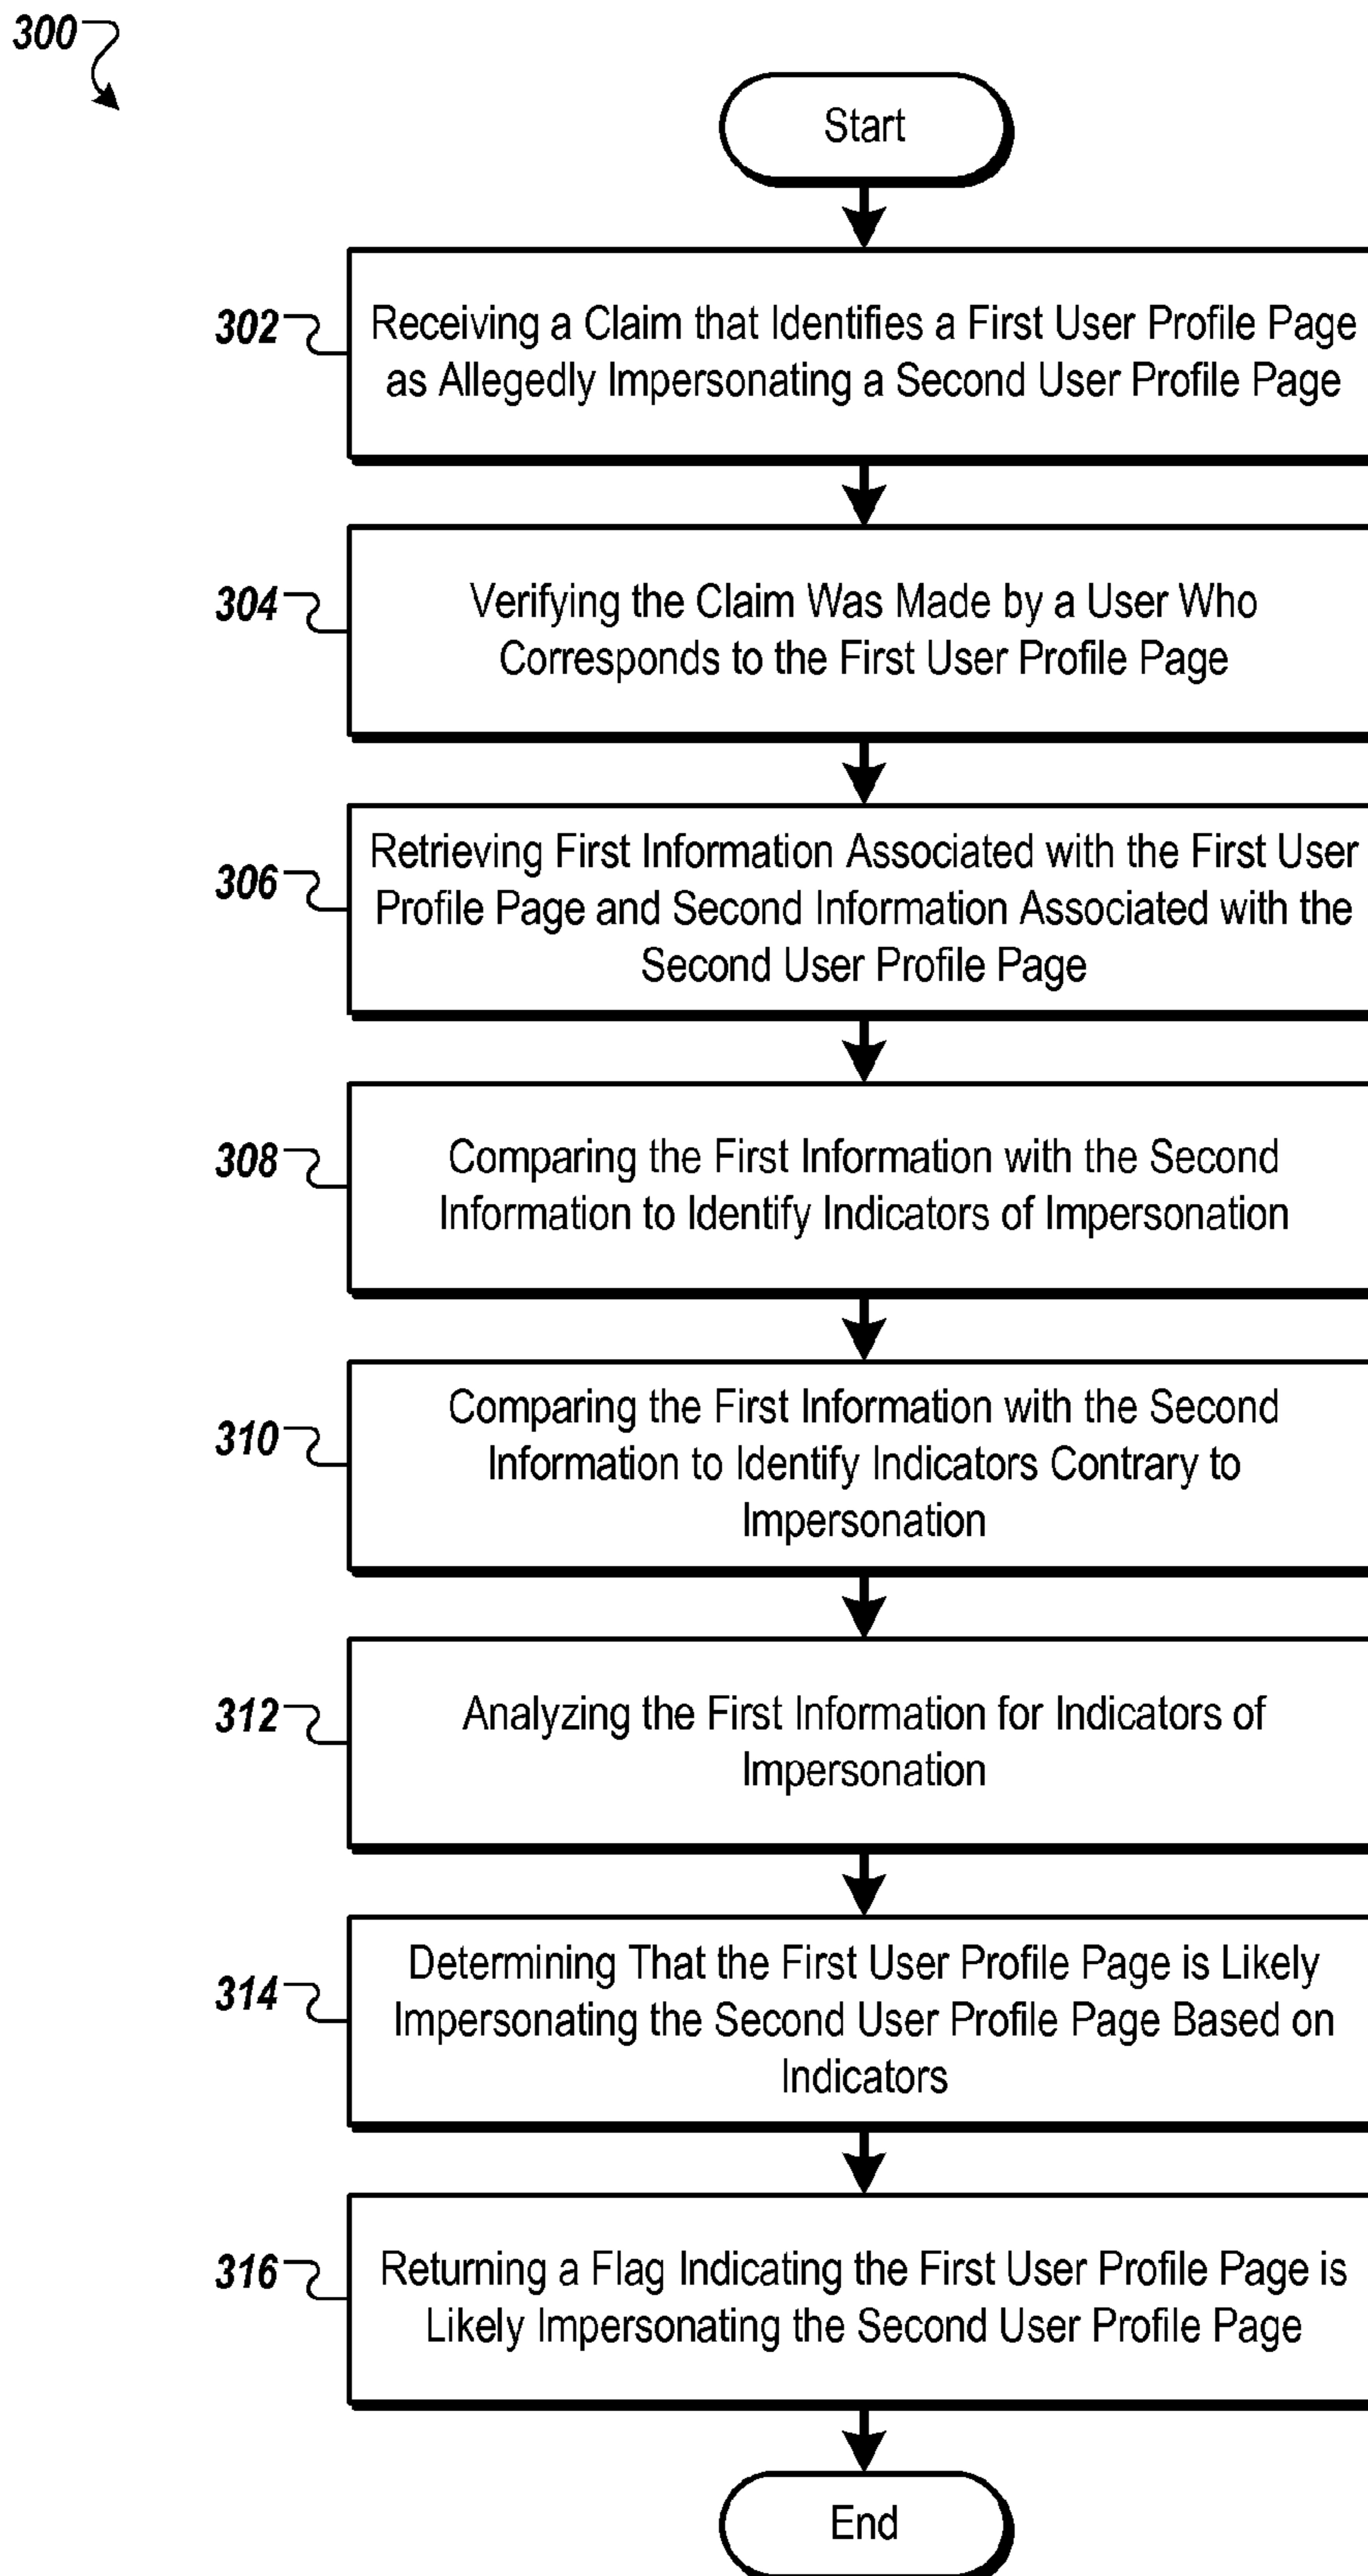 300
Start
302
Receiving a Claim that Identifies a First User Profile Page
as Allegedly Impersonating a Second User Profile Page
304
Verifying the Claim Was Made by a User Who
Corresponds to the First User Profile Page
306
Retrieving First Information Associated with the First User
Profile Page and Second Information Associated with the
Second User Profile Page
308
Comparing the First Information with the Second
Information to Identify Indicators of Impersonation
310
Comparing the First Information with the Second
Information to Identify Indicators Contrary to
Impersonation
312
Analyzing the First Information for Indicators of
Impersonation
314
Determining That the First User Profile Page is Likely
Impersonating the Second User Profile Page Based on
Indicators
316
Returning a Flag Indicating the First User Profile Page is
Likely Impersonating the Second User Profile Page
End